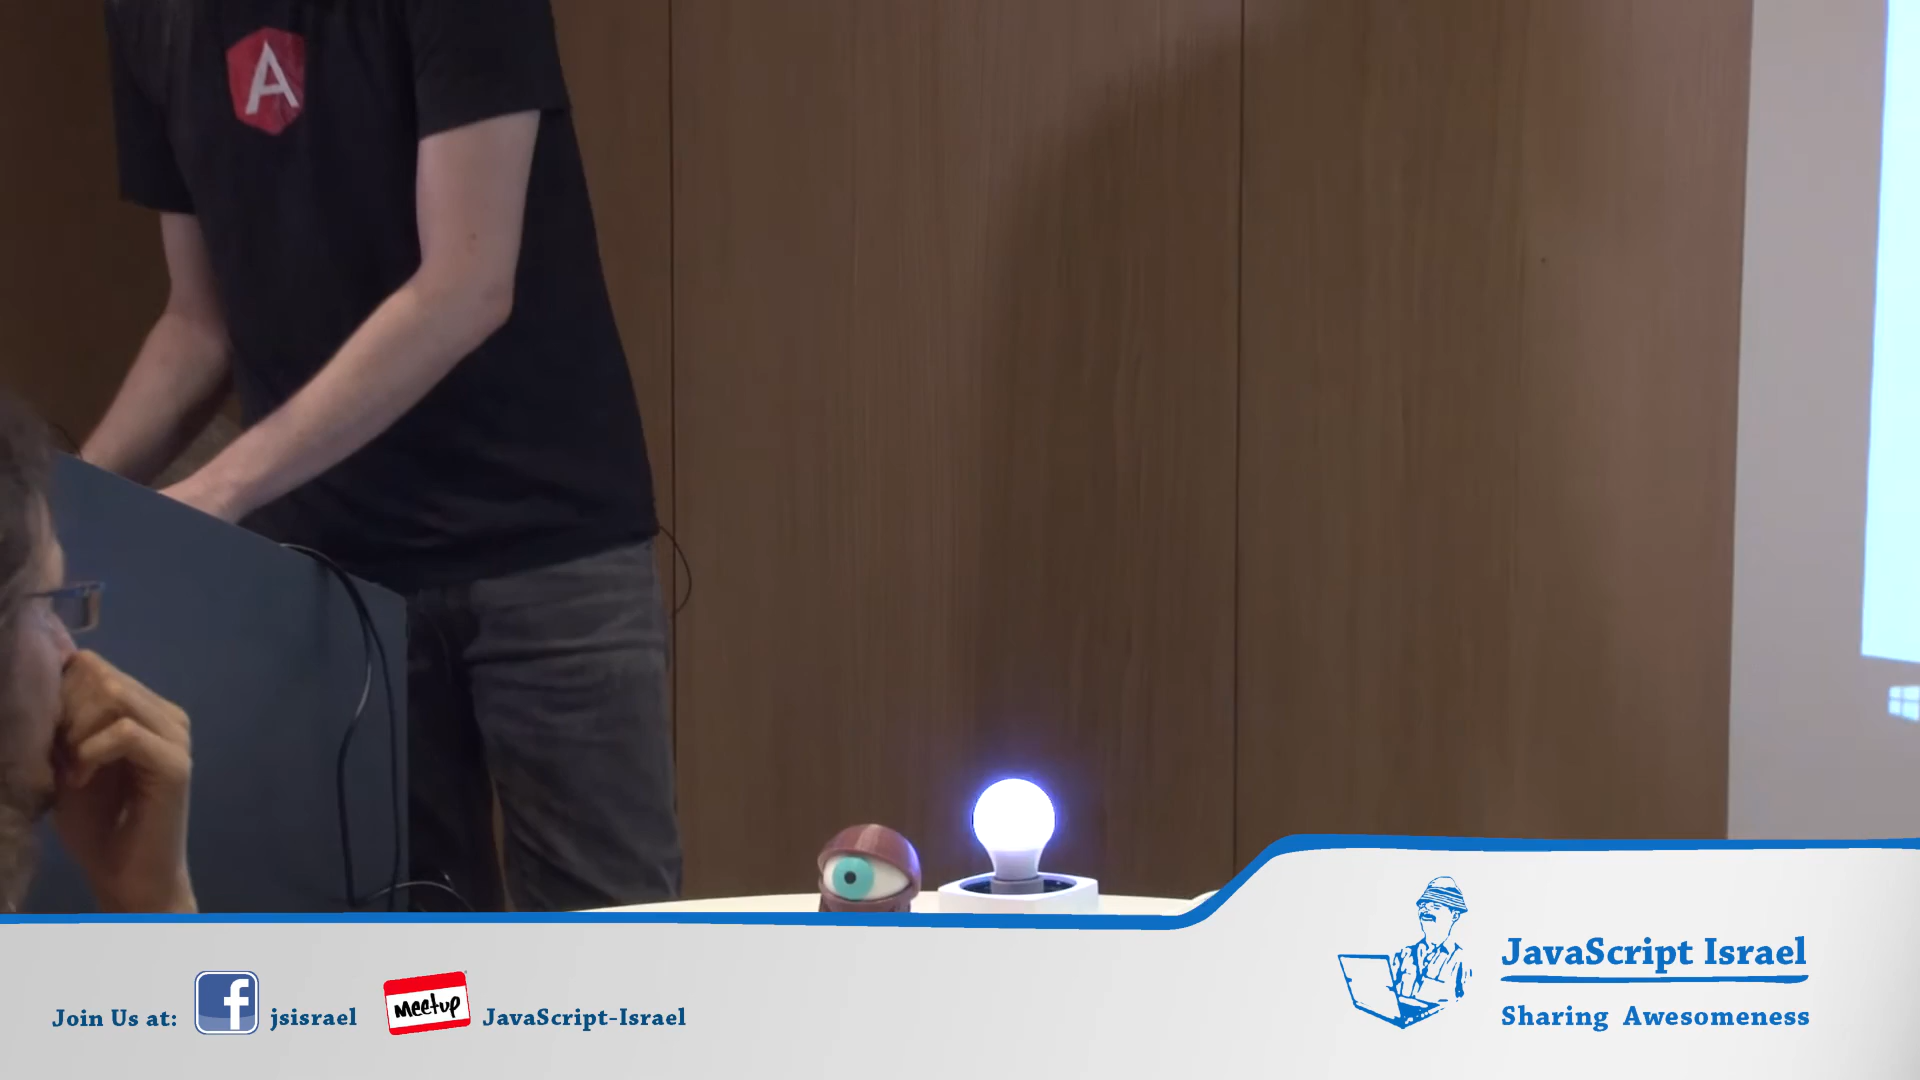 A
Join Us at:
jsisrael
Meetup
JavaScript-Israel
JavaScript Israel
Sharing Awesomeness